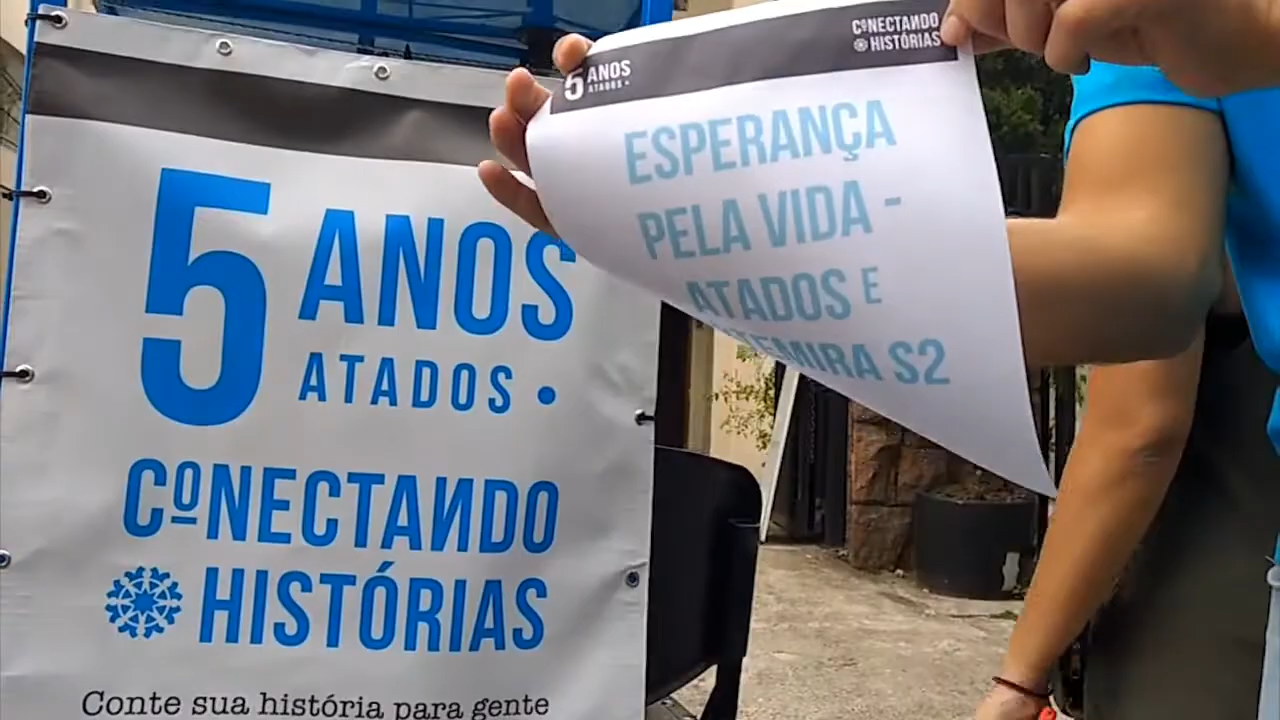 5 ANOS
ATADOS •
CºNECTANDO
HISTÓRIAS
Conte sua história para gente
5 ANOS
ATADOS •
CºNECTANDO
HISTÓRIAS
ESPERANÇA
PELA VIDA -
ATADOS E
S2